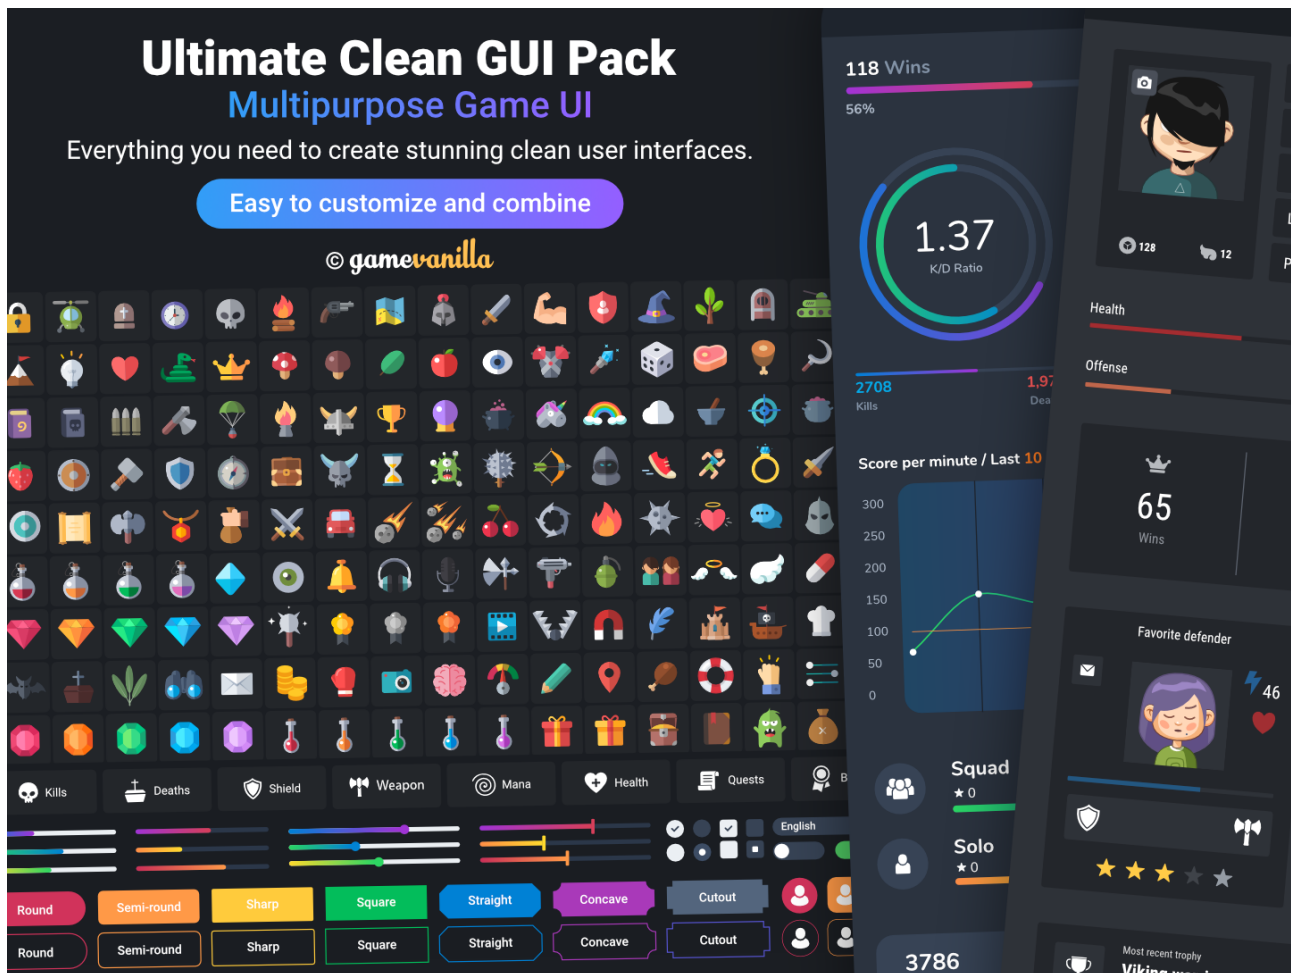 Ultimate Clean GUI Pack
Multipurpose Game UI
Everything you need to create stunning clean user interfaces.
Easy to customize and combine
© gamevanilla
Kills
Deaths
Shield
Weapon
Mana
Health
Quests
B
English
Round
Semi-round
Sharp
Square
Straight
Concave
Cutout
Round
Semi-round
Sharp
Square
Straight
Concave
Cutout
118 Wins
56%
1.37
K/D Ratio
2708
Kills
1,97
Dea
Score per minute / Last 10
300
250
200
150
100
50
0
Squad
★ 0
Solo
★ 0
3786
128
12
L
P
Health
Offense
65
Wins
Favorite defender
46
Most recent trophy